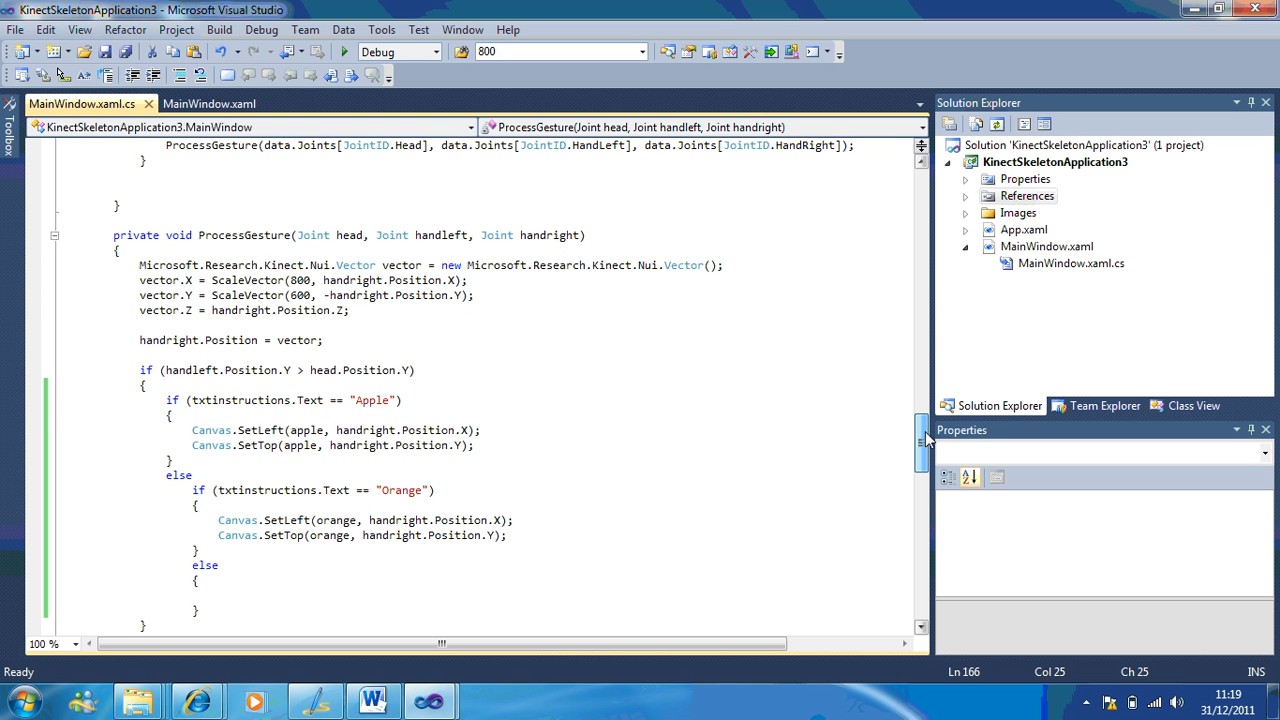 KinectSkeletonApplication3 - Microsoft Visual Studio
File Edit View Refactor Project Build Debug Team Data Tools Test Window Help
Debug 800
MainWindow.xaml.cs MainWindow.xaml
KinectSkeletonApplication3.MainWindow ProcessGesture(Joint head, Joint handleft, Joint handright)
Toolbox
ProcessGesture(data.Joints[JointID.Head], data.Joints[JointID.HandLeft], data.Joints[JointID.HandRight]);
}
}
private void ProcessGesture(Joint head, Joint handleft, Joint handright)
{
Microsoft.Research.Kinect.Nui.Vector vector = new Microsoft.Research.Kinect.Nui.Vector();
vector.X = ScaleVector(800, handright.Position.X);
vector.Y = ScaleVector(600, -handright.Position.Y);
vector.Z = handright.Position.Z;
handright.Position = vector;
if (handleft.Position.Y > head.Position.Y)
{
if (txtinstructions.Text == "Apple")
{
Canvas.SetLeft(apple, handright.Position.X);
Canvas.SetTop(apple, handright.Position.Y);
}
else
if (txtinstructions.Text == "Orange")
{
Canvas.SetLeft(orange, handright.Position.X);
Canvas.SetTop(orange, handright.Position.Y);
}
else
{
}
}
100 %
Solution Explorer
Solution 'KinectSkeletonApplication3' (1 project)
KinectSkeletonApplication3
Properties
References
Images
App.xaml
MainWindow.xaml
MainWindow.xaml.cs
Solution Explorer Team Explorer Class View
Properties
Ready Ln 166 Col 25 Ch 25 INS
11:19
31/12/2011